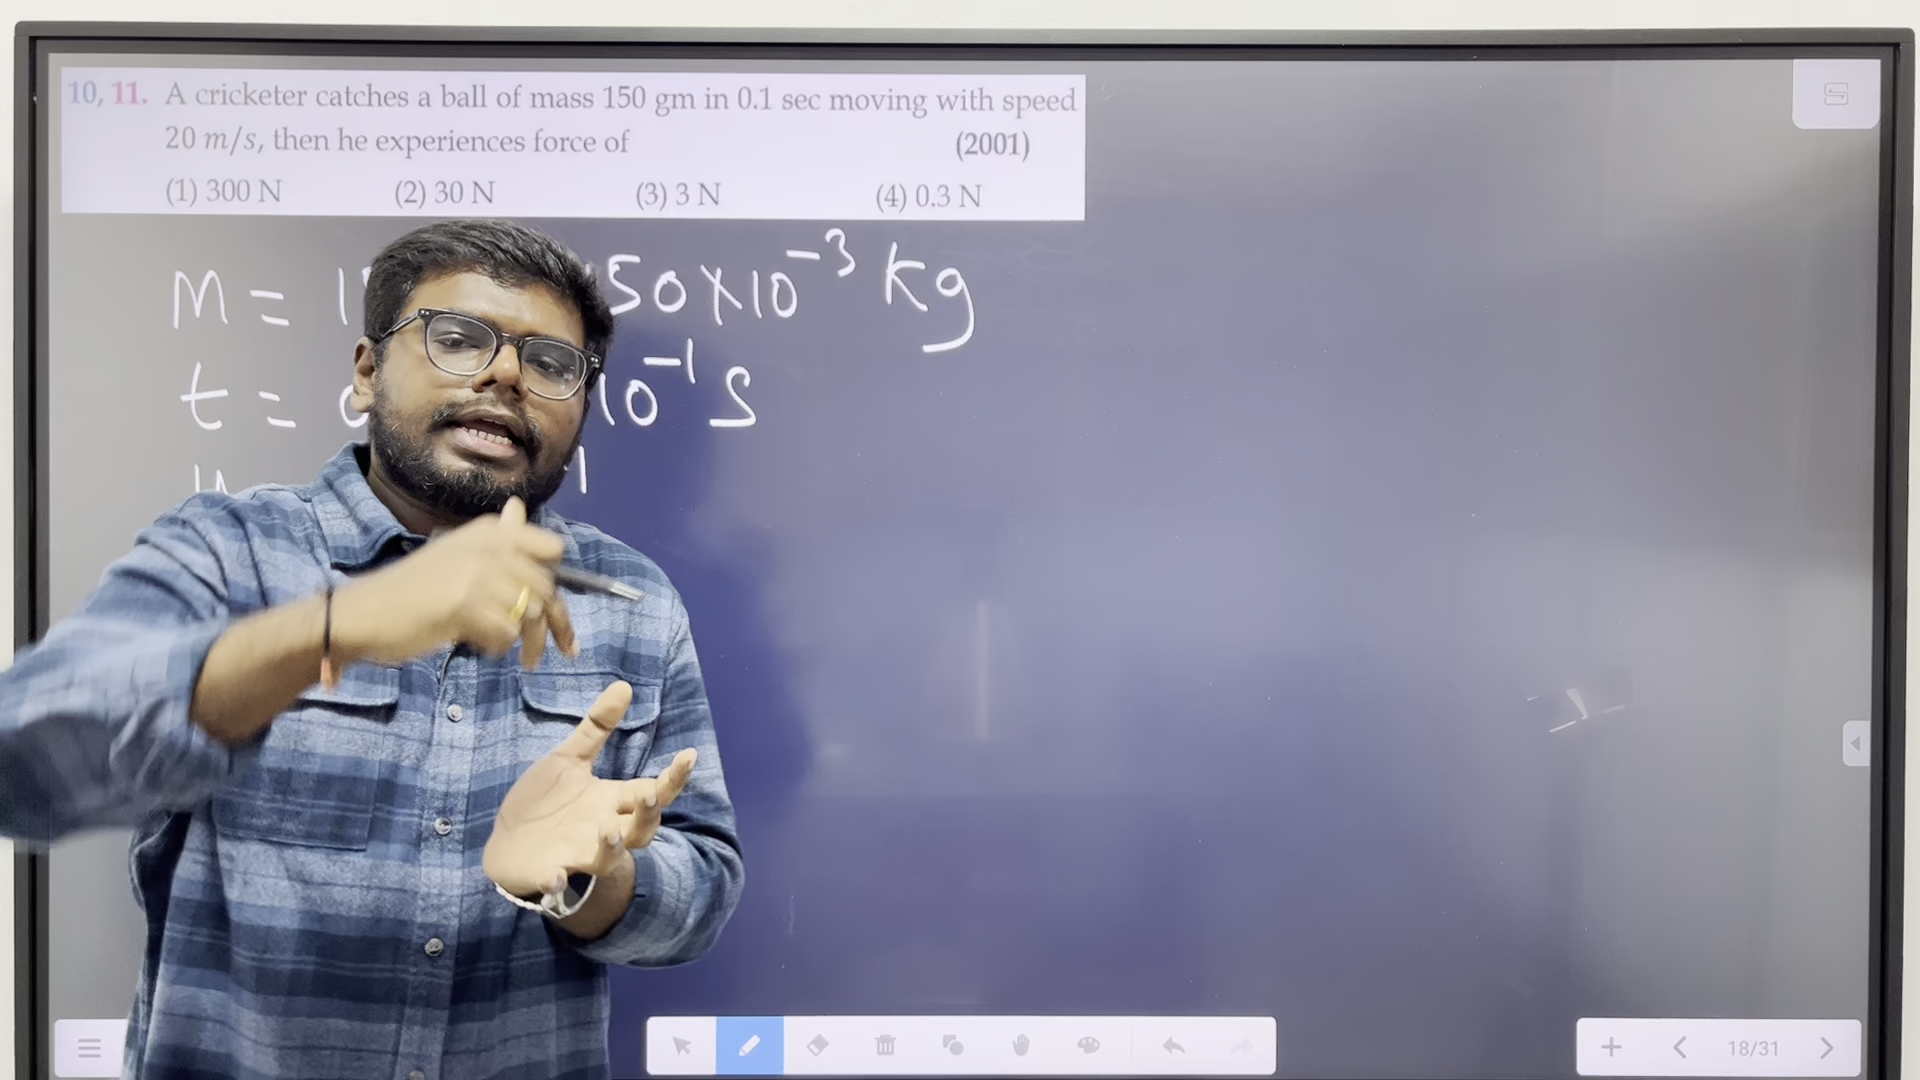 10, 11. A cricketer catches a ball of mass 150 gm in 0.1 sec moving with speed
20 m/s, then he experiences force of (2001)
(1) 300 N (2) 30 N (3) 3 N (4) 0.3 N
M = 1 50×10⁻³ kg
t = 0 10⁻¹ S
18/31